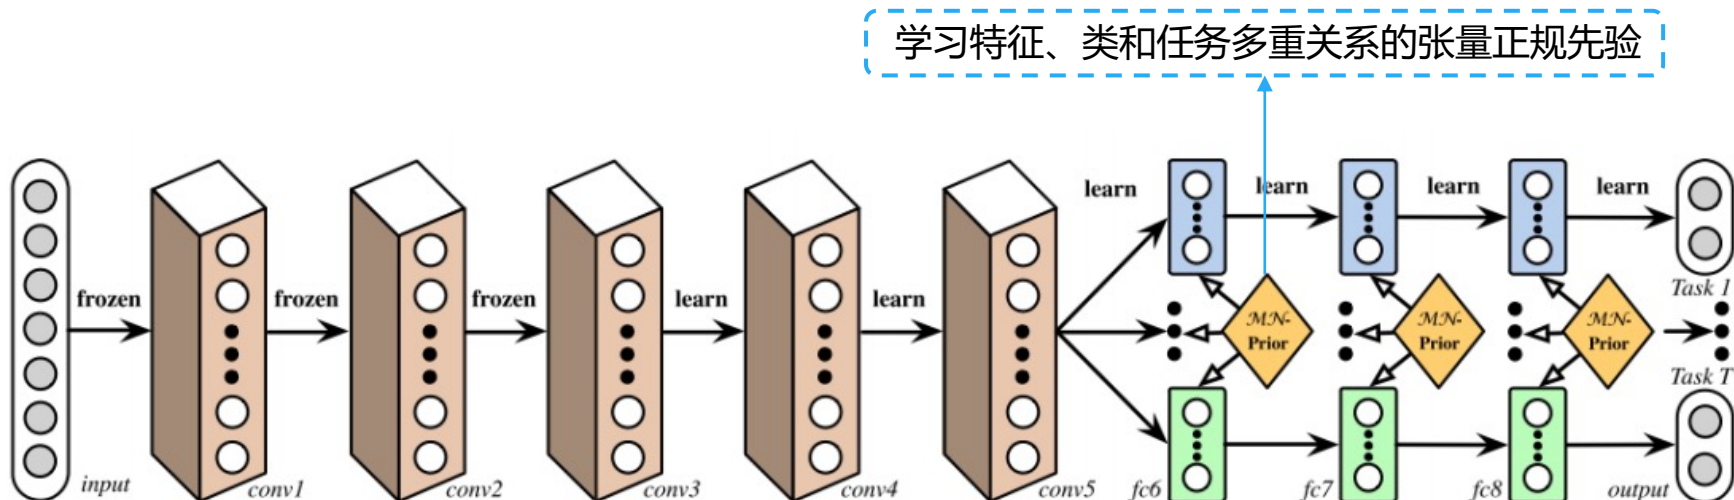 学习特征、类和任务多重关系的张量正规先验
frozen
frozen
frozen
learn
learn
learn
learn
learn
learn
MN-
Prior
MN-
Prior
MN-
Prior
Task 1
Task T
input
conv1
conv2
conv3
conv4
conv5
fc6
fc7
fc8
output